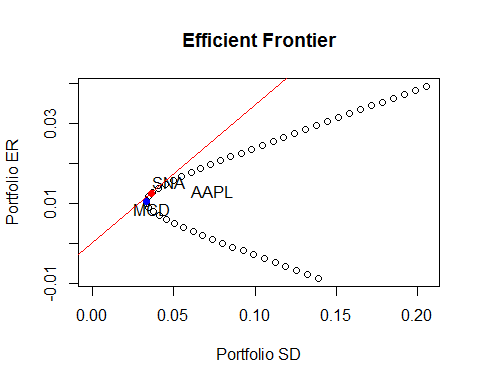 Efficient Frontier
Portfolio ER
0.03
0.01
-0.01
SNA
AAPL
MCD
0.00 0.05 0.10 0.15 0.20
Portfolio SD